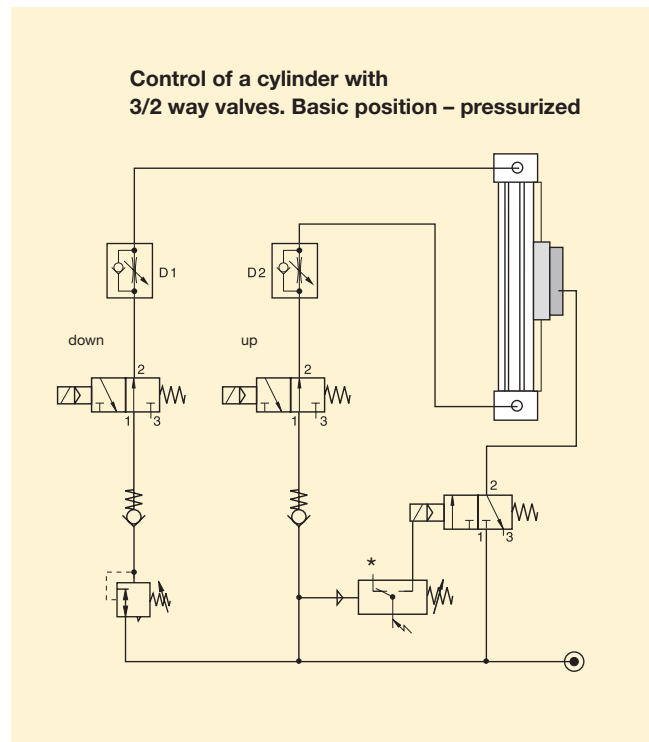 Control of a cylinder with
3/2 way valves. Basic position – pressurized
D1
D2
down
up
2
2
1
3
1
3
2
1
3
*